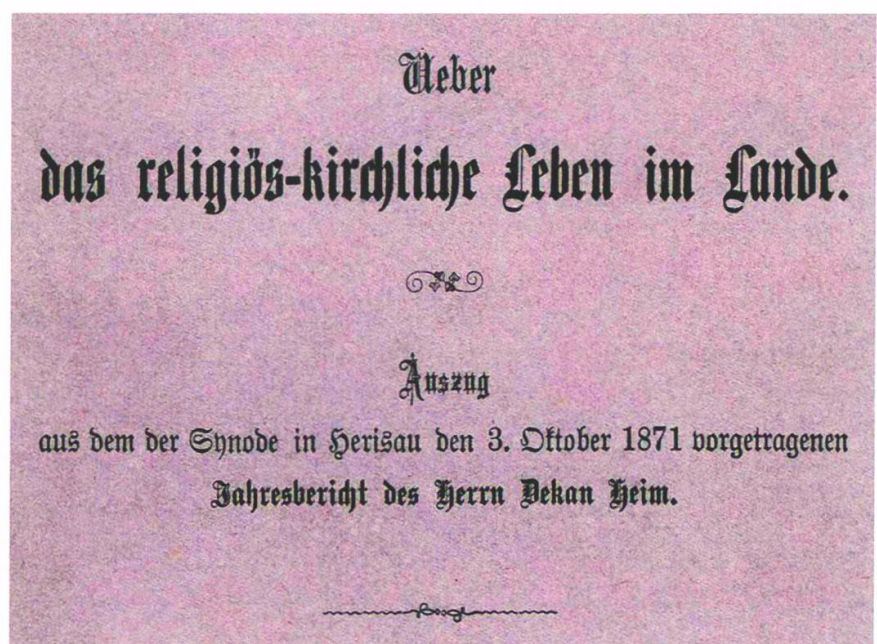 Ueber
das religiös-kirchliche Leben im Lande.
Auszug
aus dem der Synode in Herisau den 3. Oktober 1871 vorgetragenen
Jahresbericht des Herrn Dekan Heim.